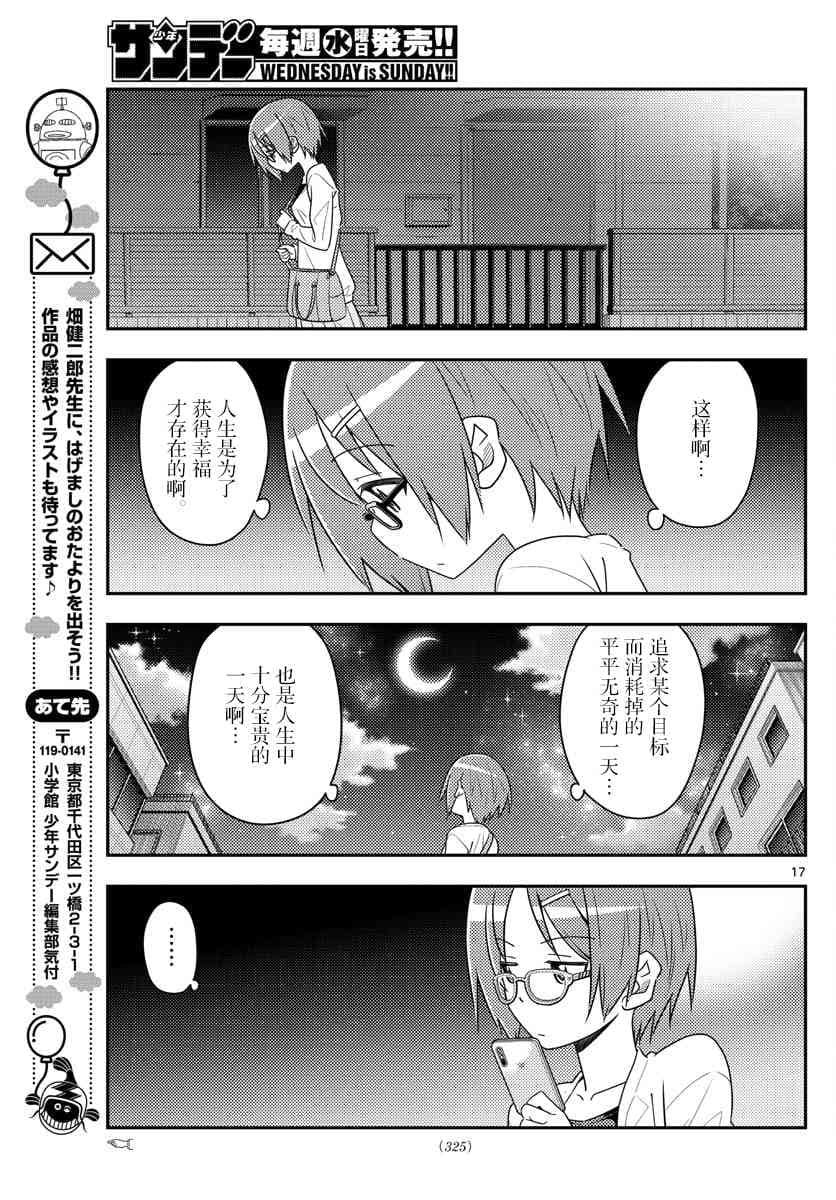 少年
サンデー
毎週水曜日発売!!
WEDNESDAY is SUNDAY!!
这样啊…
人生是为了
获得幸福
才存在的啊。
追求某个目标
而消耗掉的
平平无奇的一天…
也是人生中
十分宝贵的
一天啊…
……
17
(325)
畑健二郎先生に、はげましのおたよりを出そう!!
作品の感想やイラストも待ってます♪
あて先
〒
119-0141
東京都千代田区一ツ橋2-3-1
小学館 少年サンデー編集部気付